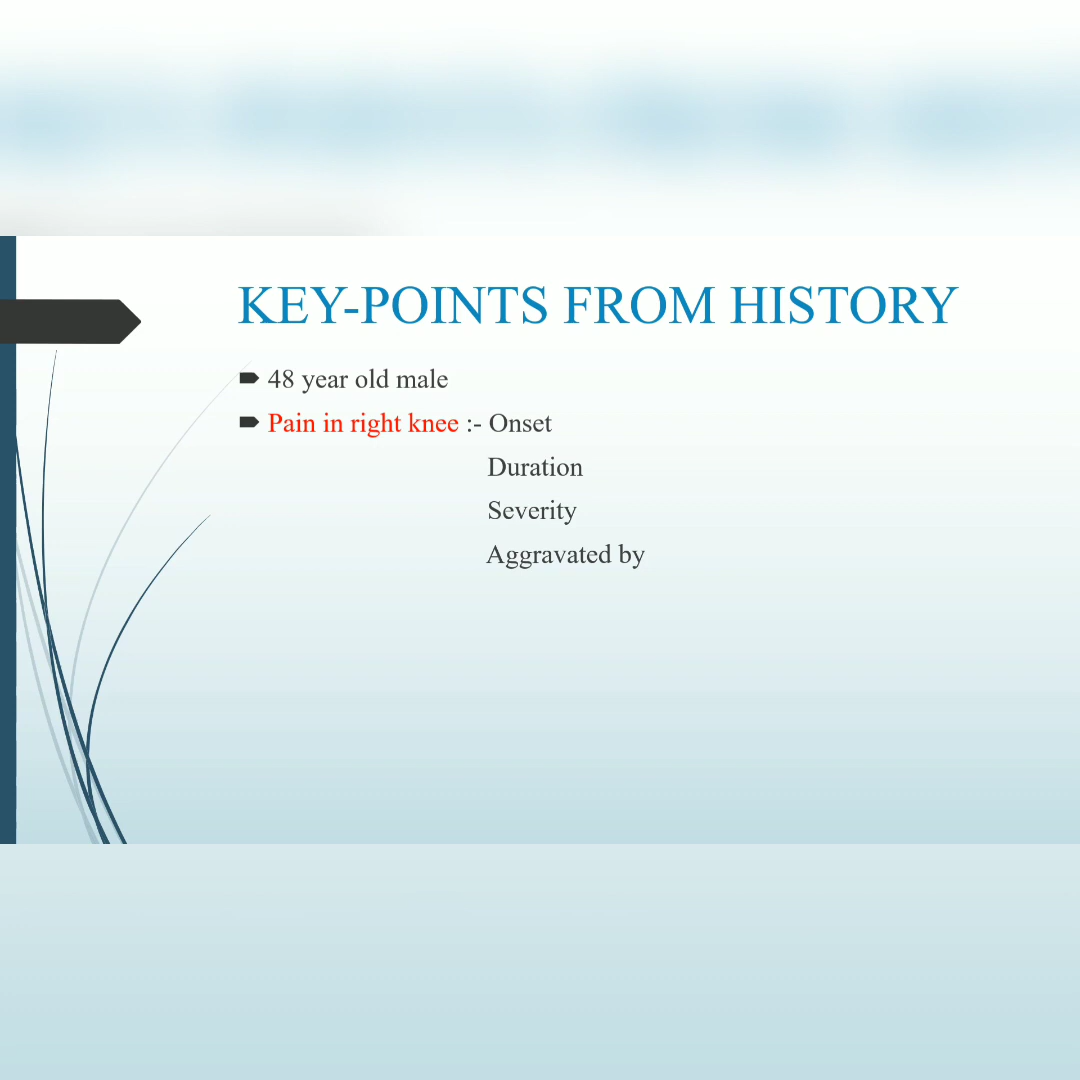 KEY-POINTS FROM HISTORY
48 year old male
Pain in right knee :- Onset
Duration
Severity
Aggravated by